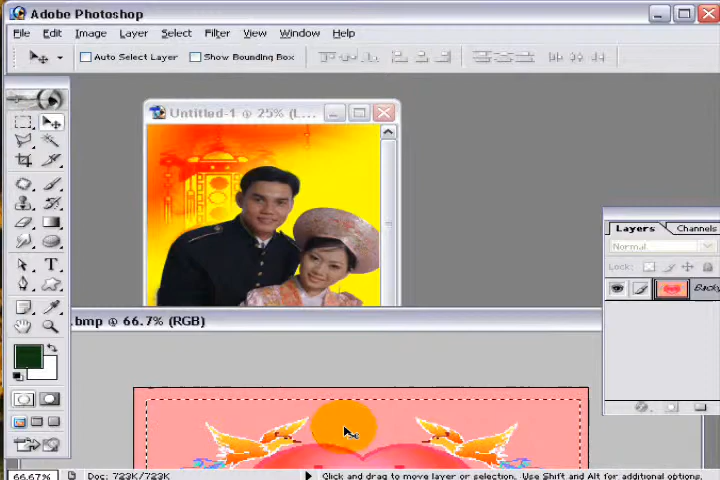 Adobe Photoshop
File Edit Image Layer Select Filter View Window Help
Auto Select Layer Show Bounding Box
Untitled-1 @ 25% (L...
Layers Channels
Normal
Lock:
.bmp @ 66.7% (RGB)
66.67% Doc: 723K/723K Click and drag to move layer or selection. Use Shift and Alt for additional options.